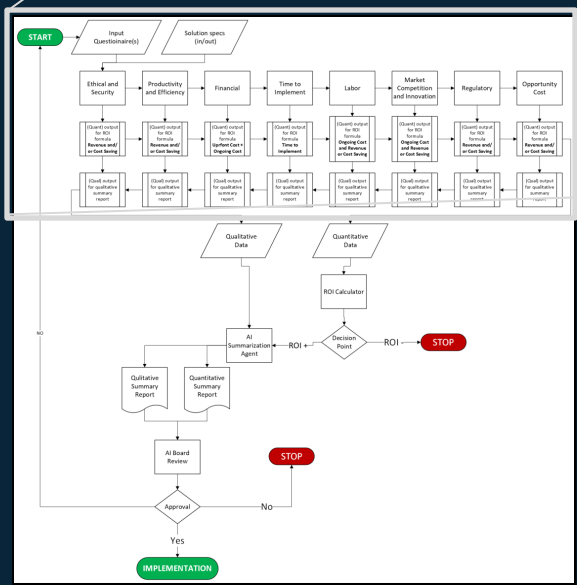 START
Input
Questioinaire(s)
Solution specs
(in/out)
Ethical and
Security
Productivity
and Efficiency
Financial
Time to
Implement
Labor
Market
Competition
and Innovation
Regulatory
Opportunity
Cost
(Quant) output
for ROI
formula
Revenue and/
or Cost Saving
(Quant) output
for ROI
formula
Revenue and/
or Cost Saving
(Quant) output
for ROI
formula
Upfront Cost +
Ongoing Cost
(Quant) output
for ROI
formula
Time to
Implement
(Quant) output
for ROI
formula
Ongoing Cost
and Revenue
or Cost Saving
(Quant) output
for ROI
formula
Ongoing Cost
and Revenue
or Cost Saving
(Quant) output
for ROI
formula
Revenue and/
or Cost Saving
(Quant) output
for ROI
formula
Revenue and/
or Cost Saving
(Qual) output
for qualitative
summary
report
(Qual) output
for qualitative
summary
report
(Qual) output
for qualitative
summary
report
(Qual) output
for qualitative
summary
report
(Qual) output
for qualitative
summary
report
(Qual) output
for qualitative
summary
report
(Qual) output
for qualitative
summary
report
(Qual) output
for qualitative
summary
report
Qualitative
Data
Quantitative
Data
ROI Calculator
NO
AI
Summarization
Agent
ROI +
Decision
Point
ROI -
STOP
Qulitative
Summary
Report
Quantitative
Summary
Report
AI Board
Review
STOP
Approval
No
Yes
IMPLEMENTATION